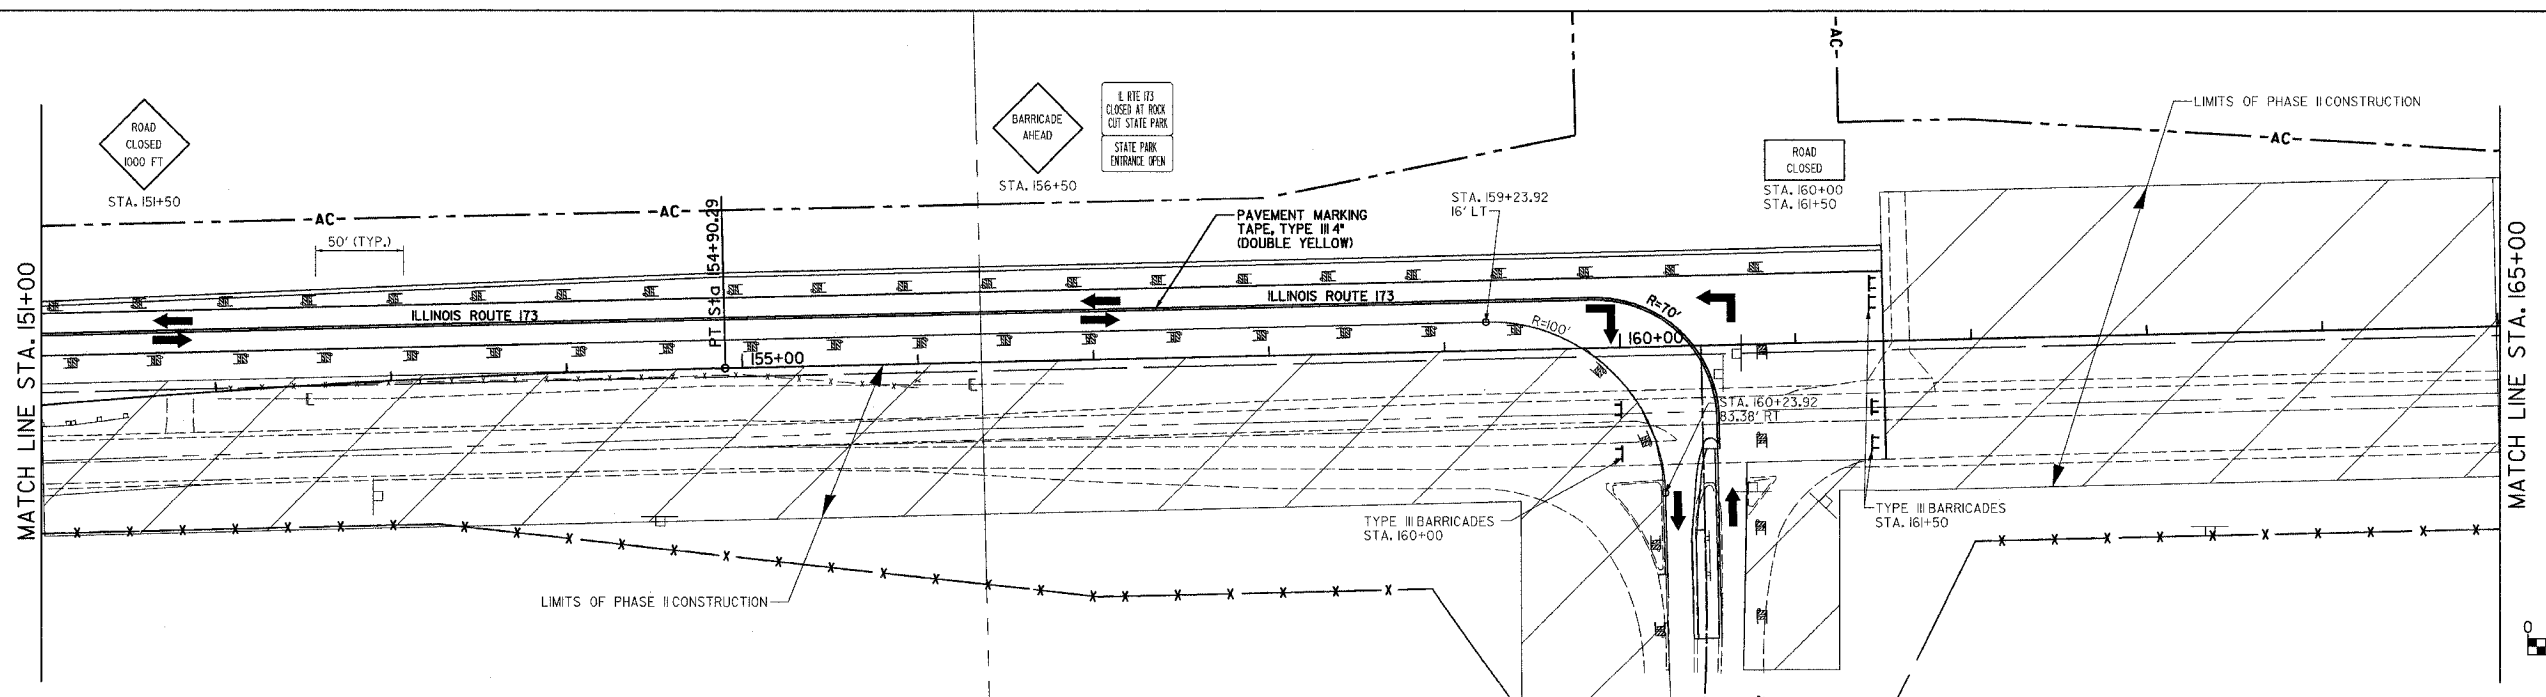 ROAD
CLOSED
1000 FT
STA. 151+50
BARRICADE
AHEAD
STA. 156+50
IL RTE 173
CLOSED AT ROCK
CUT STATE PARK
STATE PARK
ENTRANCE OPEN
ROAD
CLOSED
STA. 160+00
STA. 161+50
LIMITS OF PHASE II CONSTRUCTION
-AC-
-AC-
-AC-
-AC-
50' (TYP.)
PT Sta 154+90.29
PAVEMENT MARKING
TAPE, TYPE III 4"
(DOUBLE YELLOW)
STA. 159+23.92
16' LT
MATCH LINE STA. 151+00
MATCH LINE STA. 165+00
ILLINOIS ROUTE 173
ILLINOIS ROUTE 173
R=70'
R=100'
155+00
160+00
E
E
STA. 160+23.92
83.38' RT
TYPE III BARRICADES
STA. 160+00
TYPE III BARRICADES
STA. 161+50
LIMITS OF PHASE II CONSTRUCTION
0